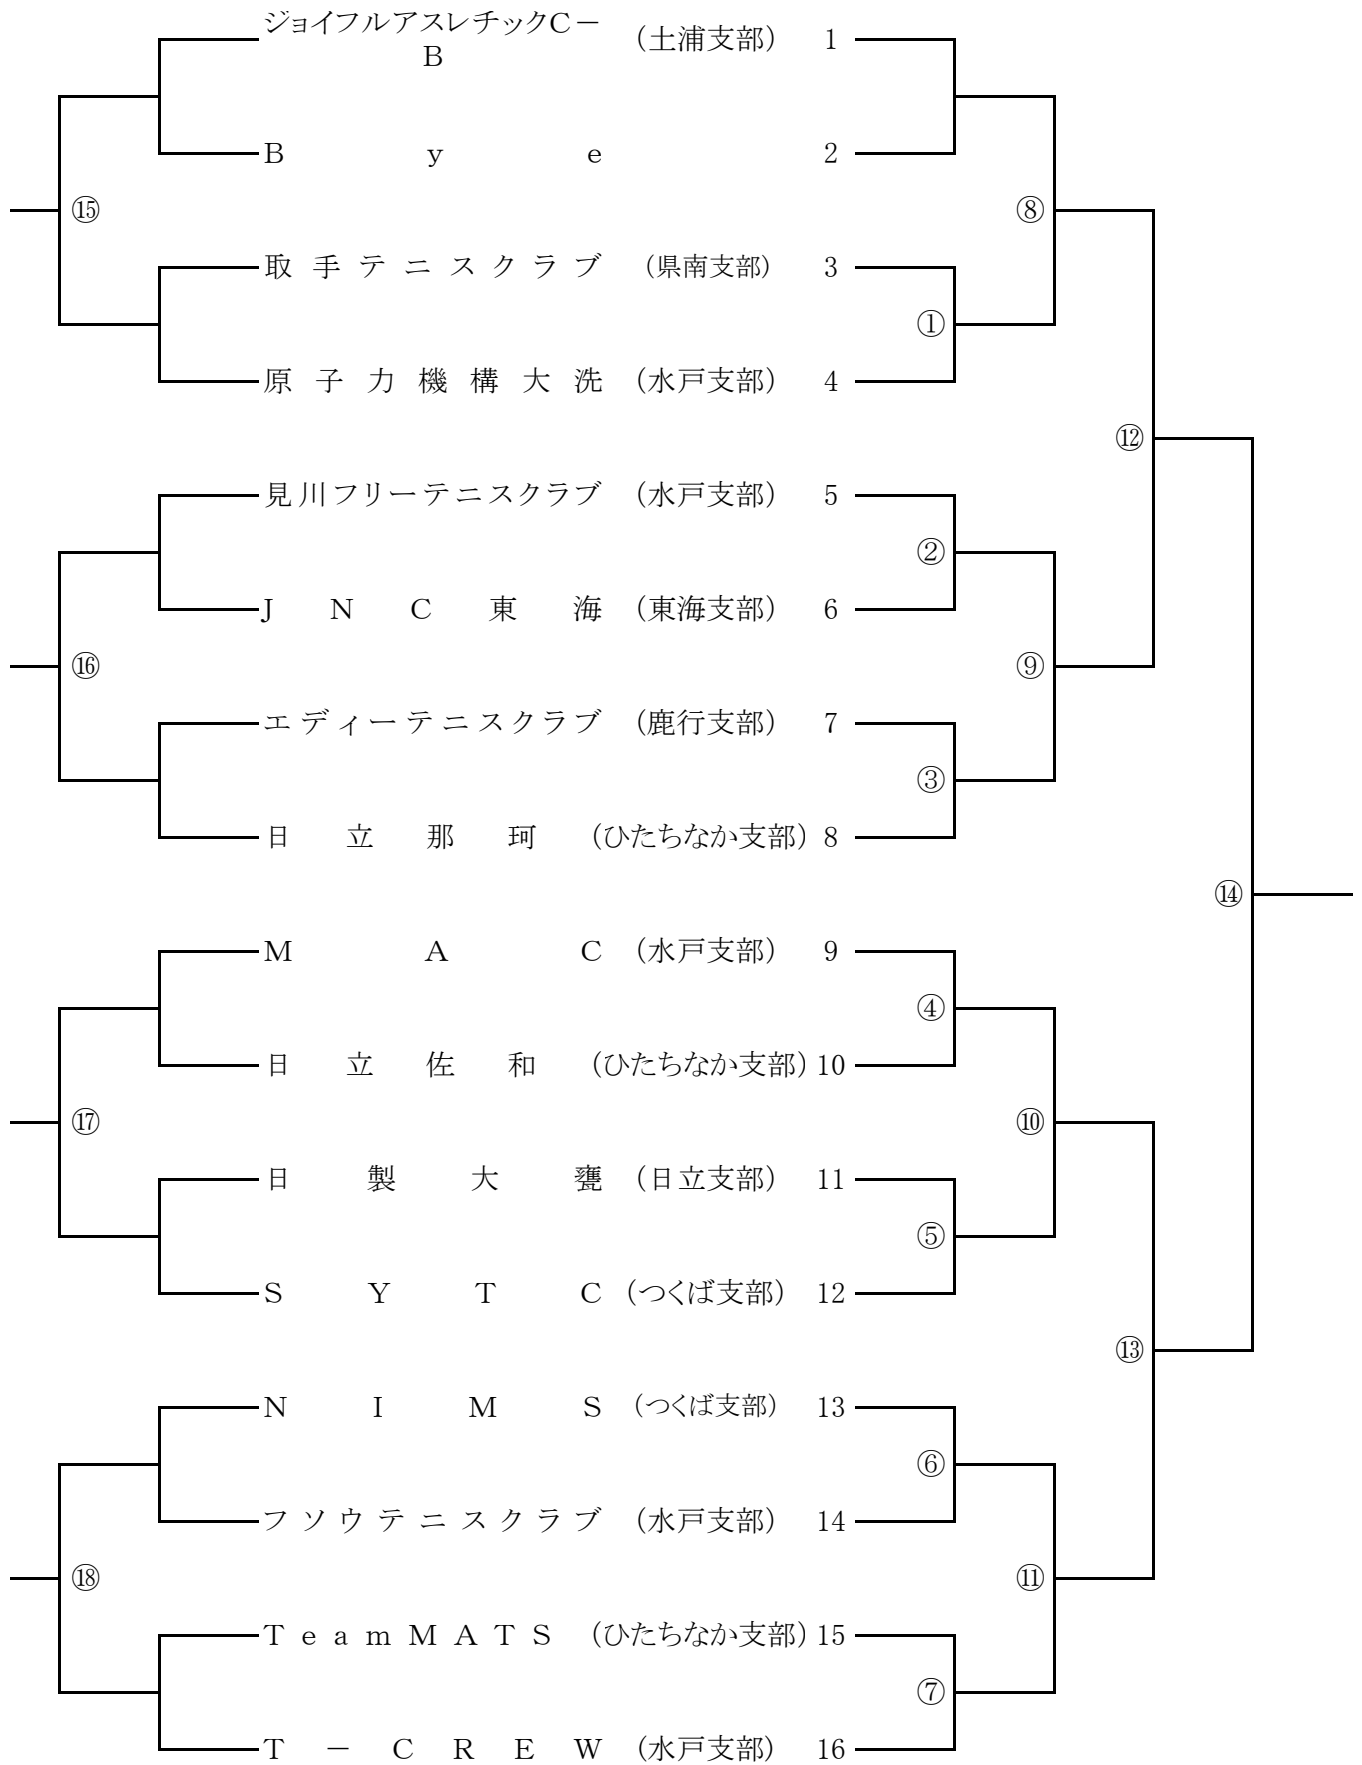 ジョイフルアスレチックC－B （土浦支部） 1
Bye 2
⑮ ⑧
取手テニスクラブ （県南支部） 3
①
原子力機構大洗 （水戸支部） 4
⑫
見川フリーテニスクラブ （水戸支部） 5
②
JNC東海 （東海支部） 6
⑯ ⑨
エディーテニスクラブ （鹿行支部） 7
③
日立那珂 （ひたちなか支部） 8
⑭
MAC （水戸支部） 9
④
日立佐和 （ひたちなか支部） 10
⑰ ⑩
日製大甕 （日立支部） 11
⑤
SYTC （つくば支部） 12
⑬
NIMS （つくば支部） 13
⑥
フソウテニスクラブ （水戸支部） 14
⑱ ⑪
TeamMATS （ひたちなか支部） 15
⑦
T－CREW （水戸支部） 16